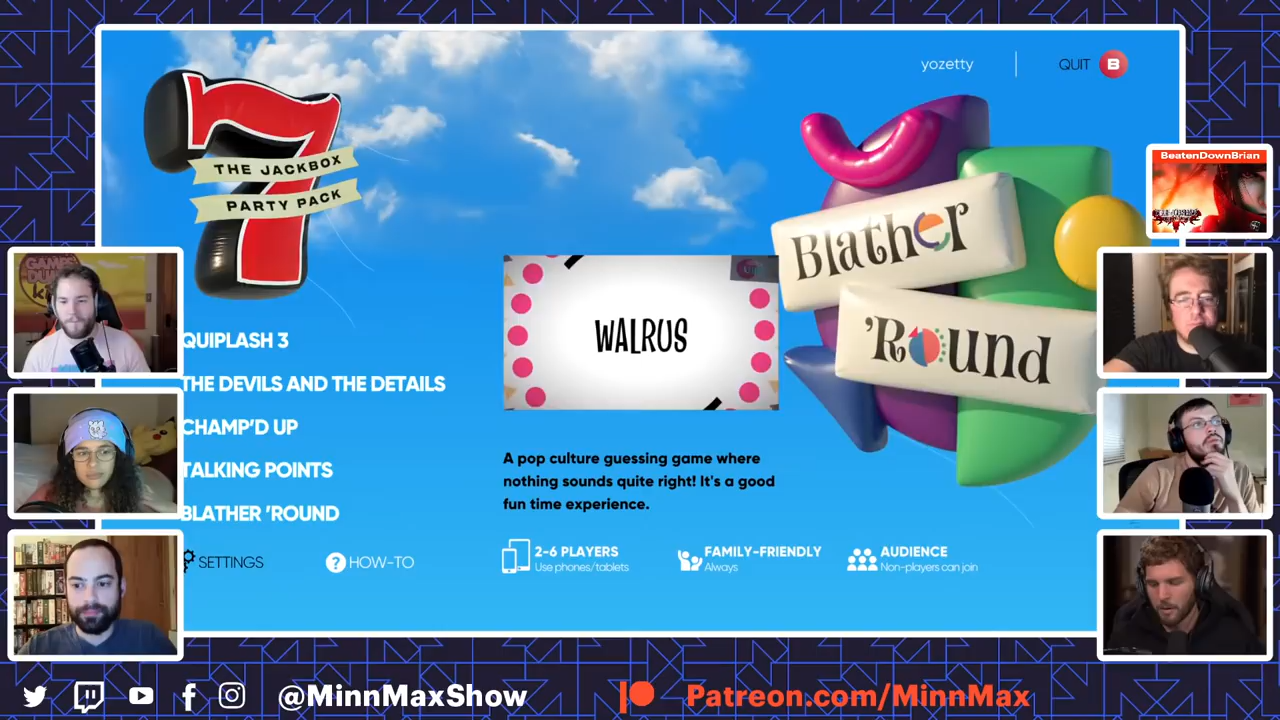 yozetty
QUIT B
THE JACKBOX
PARTY PACK
BeatenDownBrian
Blather
'Round
WALRUS
QUIPLASH 3
THE DEVILS AND THE DETAILS
CHAMP'D UP
TALKING POINTS
BLATHER 'ROUND
SETTINGS
? HOW-TO
A pop culture guessing game where
nothing sounds quite right! It's a good
fun time experience.
2-6 PLAYERS
Use phones/tablets
FAMILY-FRIENDLY
Always
AUDIENCE
Non-players can join
@MinnMaxShow
Patreon.com/MinnMax